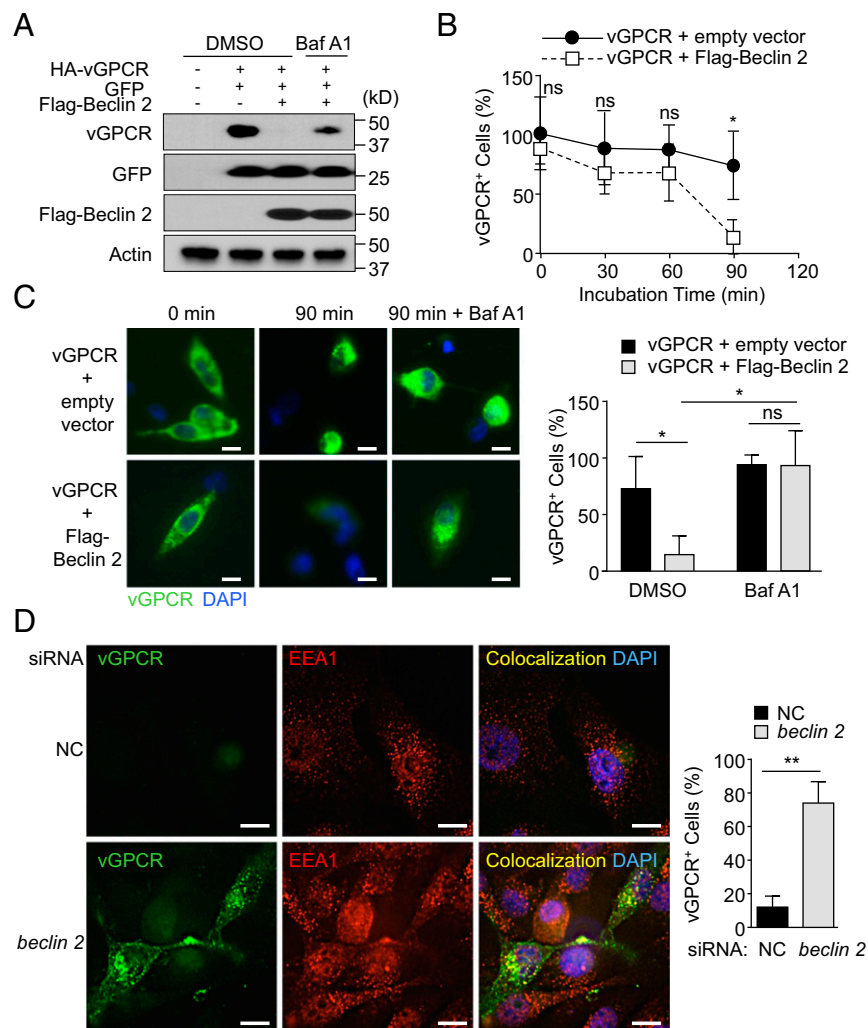 A
DMSO Baf A1
HA-vGPCR - + + +
GFP - + + +
Flag-Beclin 2 - - + + (kD)
vGPCR 50
37
GFP 25
Flag-Beclin 2 50
Actin 50
37
B
vGPCR + empty vector
vGPCR + Flag-Beclin 2
vGPCR+ Cells (%)
150
100
50
0
ns ns ns *
0 30 60 90 120
Incubation Time (min)
C
0 min 90 min 90 min + Baf A1
vGPCR
+
empty
vector
vGPCR
+
Flag-
Beclin 2
vGPCR DAPI
vGPCR + empty vector
vGPCR + Flag-Beclin 2
vGPCR+ Cells (%)
150
100
50
0
*
* ns
DMSO Baf A1
D
siRNA
vGPCR EEA1 Colocalization DAPI
NC
vGPCR EEA1 Colocalization DAPI
beclin 2
NC
beclin 2
vGPCR+ Cells (%)
100
80
60
40
20
0
**
siRNA: NC beclin 2